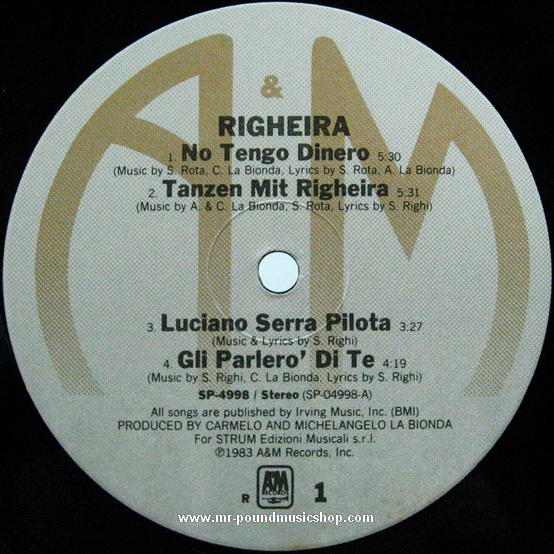 A & M
RIGHEIRA
1. No Tengo Dinero 5:30
(Music by S. Rota, C. La Bionda, Lyrics by S. Rota, A. La Bionda)
2. Tanzen Mit Righeira 5:31
(Music by A. & C. La Bionda, S. Rota, Lyrics by S. Righi)
3. Luciano Serra Pilota 3:27
(Music & Lyrics by S. Righi)
4. Gli Parlero' Di Te 4:19
(Music by S. Righi, C. La Bionda, Lyrics by S. Righi)
SP-4998 / Stereo (SP-04998-A)
All songs are published by Irving Music, Inc. (BMI)
PRODUCED BY CARMELO AND MICHELANGELO LA BIONDA
For STRUM Edizioni Musicali s.r.l.
℗1983 A&M Records, Inc.
R A&M RECORDS 1
www.mr-poundmusicshop.com